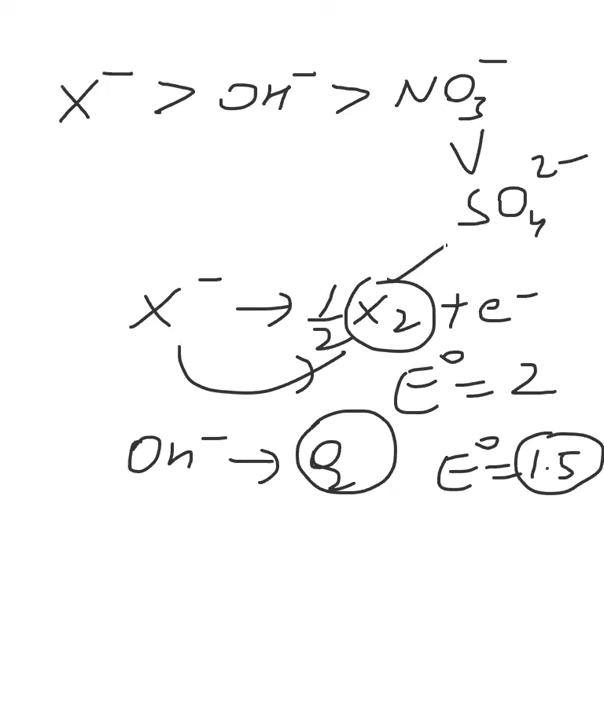 X⁻ > OH⁻ > NO₃⁻
V
SO₄²⁻
X⁻ → 1/2 X₂ + e⁻
E° = 2
OH⁻ → O₂ E° = 1.5